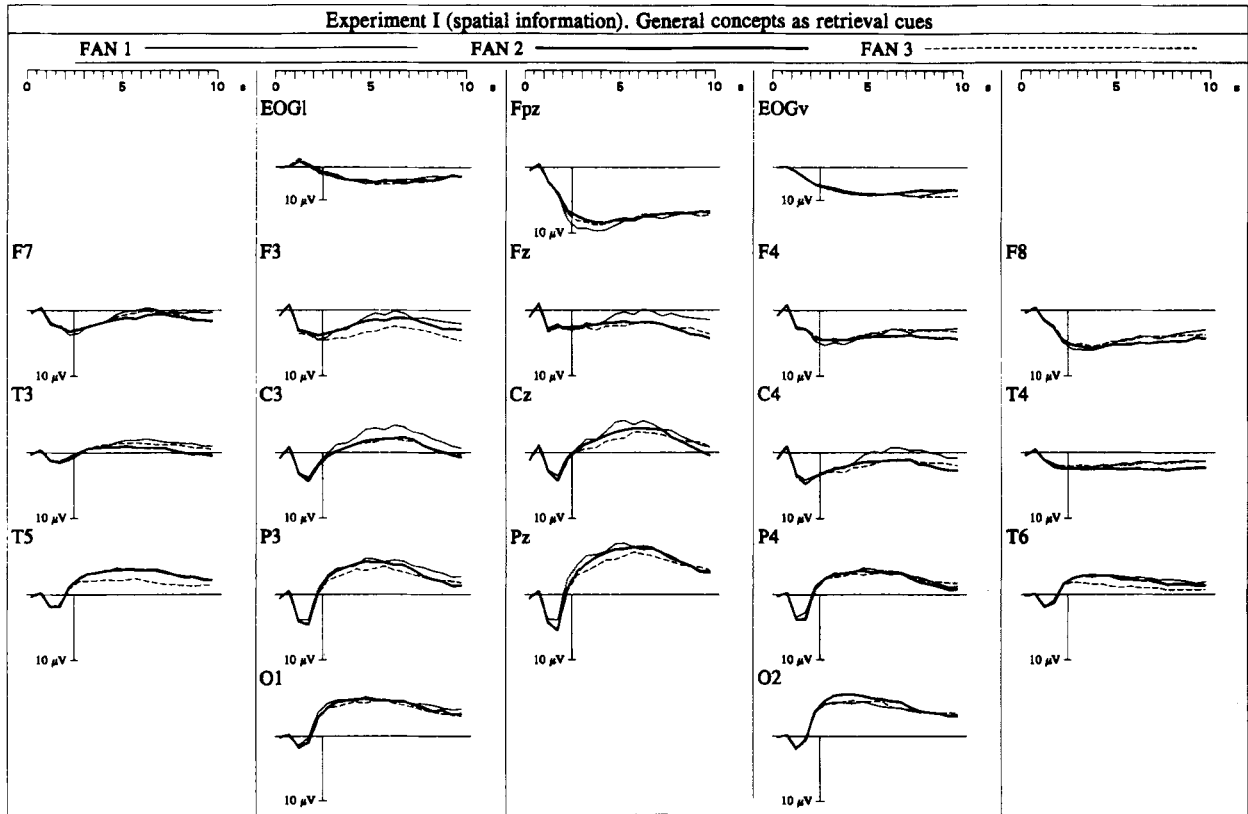 Experiment I (spatial information). General concepts as retrieval cues
FAN 1 FAN 2 FAN 3
0 5 10 s 0 5 10 s 0 5 10 s 0 5 10 s 0 5 10 s
EOGl Fpz EOGv
10 µV 10 µV 10 µV
F7 F3 Fz F4 F8
10 µV 10 µV 10 µV 10 µV 10 µV
T3 C3 Cz C4 T4
10 µV 10 µV 10 µV 10 µV 10 µV
T5 P3 Pz P4 T6
10 µV 10 µV 10 µV 10 µV 10 µV
O1 O2
10 µV 10 µV